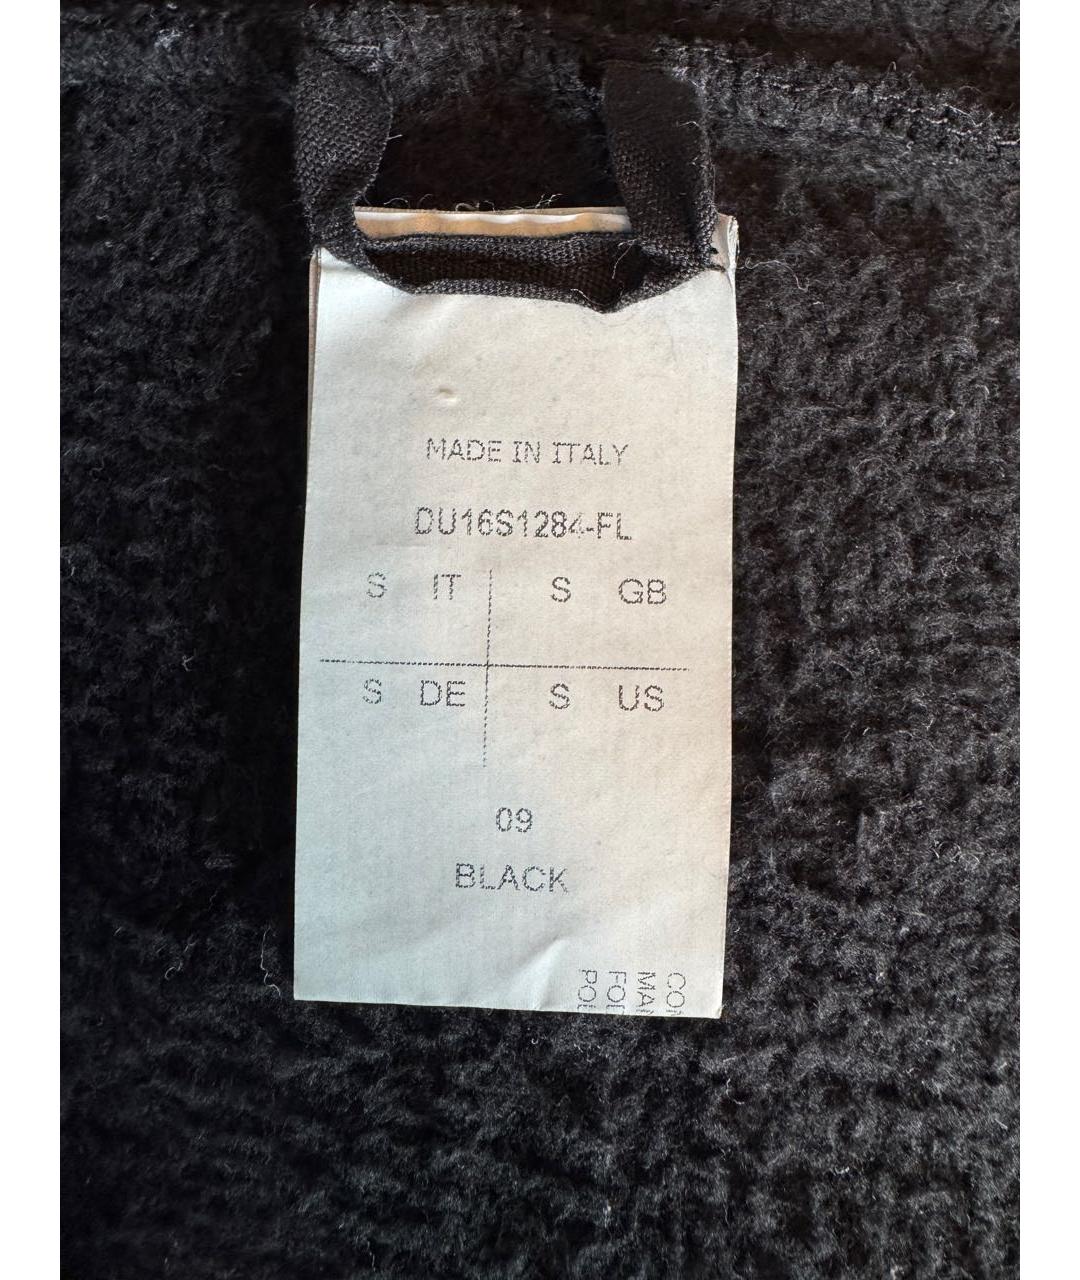 MADE IN ITALY
DU16S1284-FL
S IT S GB
S DE S US
09
BLACK